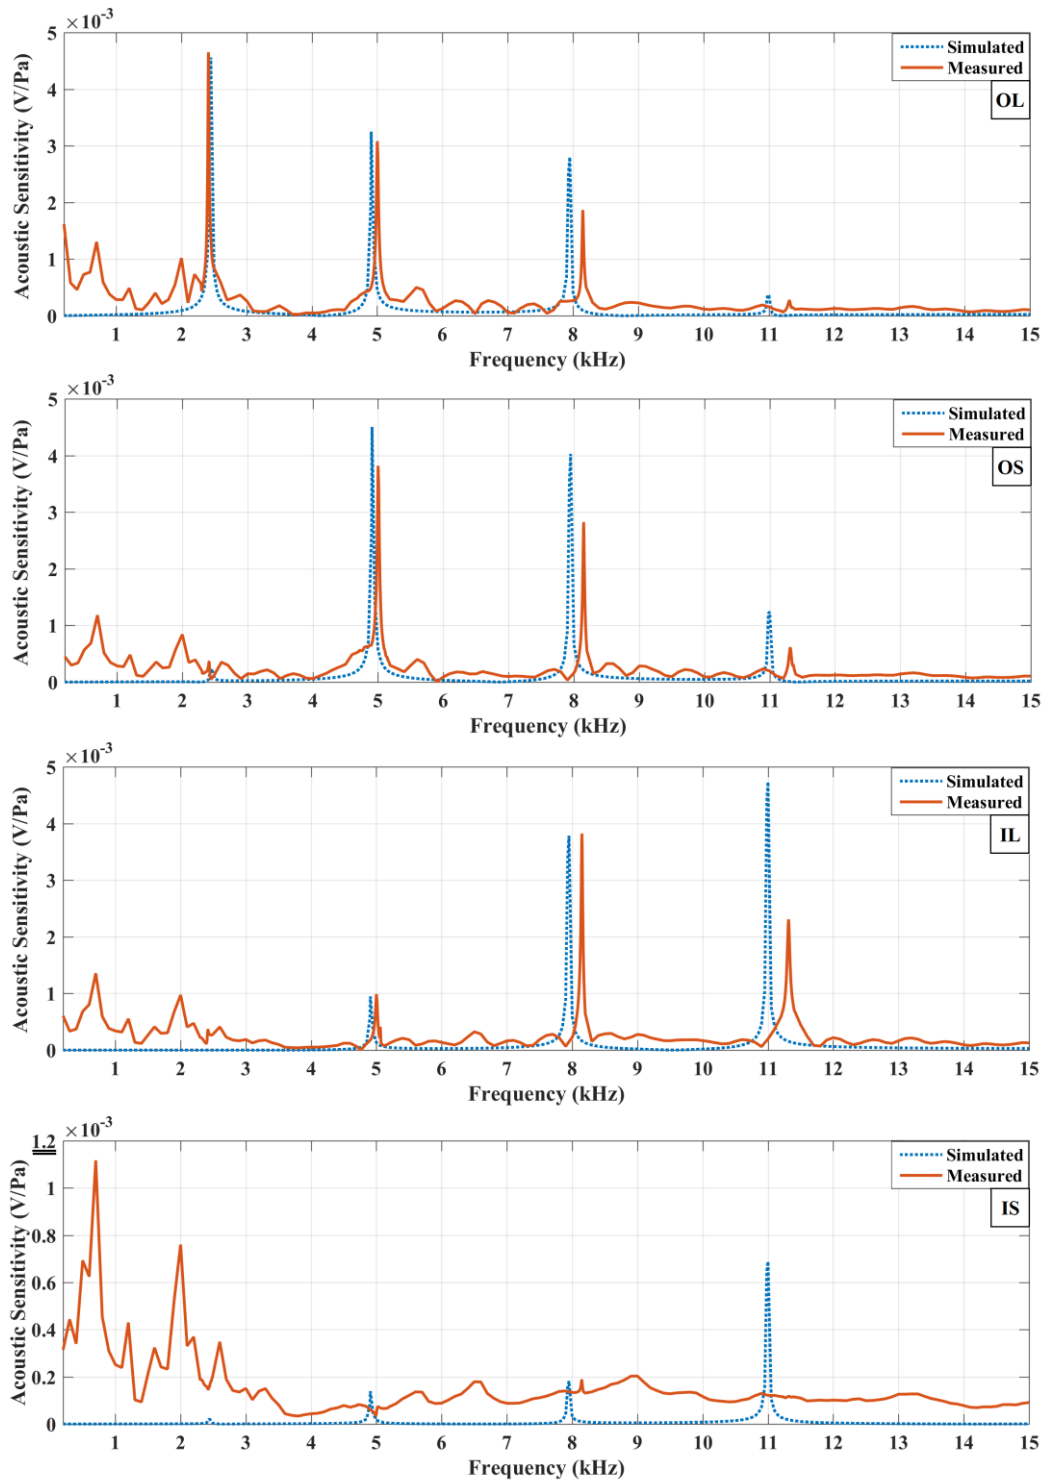 ×10-3
5
4
3
2
1
0
Acoustic Sensitivity (V/Pa)
Simulated
Measured
OL
1 2 3 4 5 6 7 8 9 10 11 12 13 14 15
Frequency (kHz)
×10-3
5
4
3
2
1
0
Acoustic Sensitivity (V/Pa)
Simulated
Measured
OS
1 2 3 4 5 6 7 8 9 10 11 12 13 14 15
Frequency (kHz)
×10-3
5
4
3
2
1
0
Acoustic Sensitivity (V/Pa)
Simulated
Measured
IL
1 2 3 4 5 6 7 8 9 10 11 12 13 14 15
Frequency (kHz)
×10-3
1.2
1
0.8
0.6
0.4
0.2
0
Acoustic Sensitivity (V/Pa)
Simulated
Measured
IS
1 2 3 4 5 6 7 8 9 10 11 12 13 14 15
Frequency (kHz)